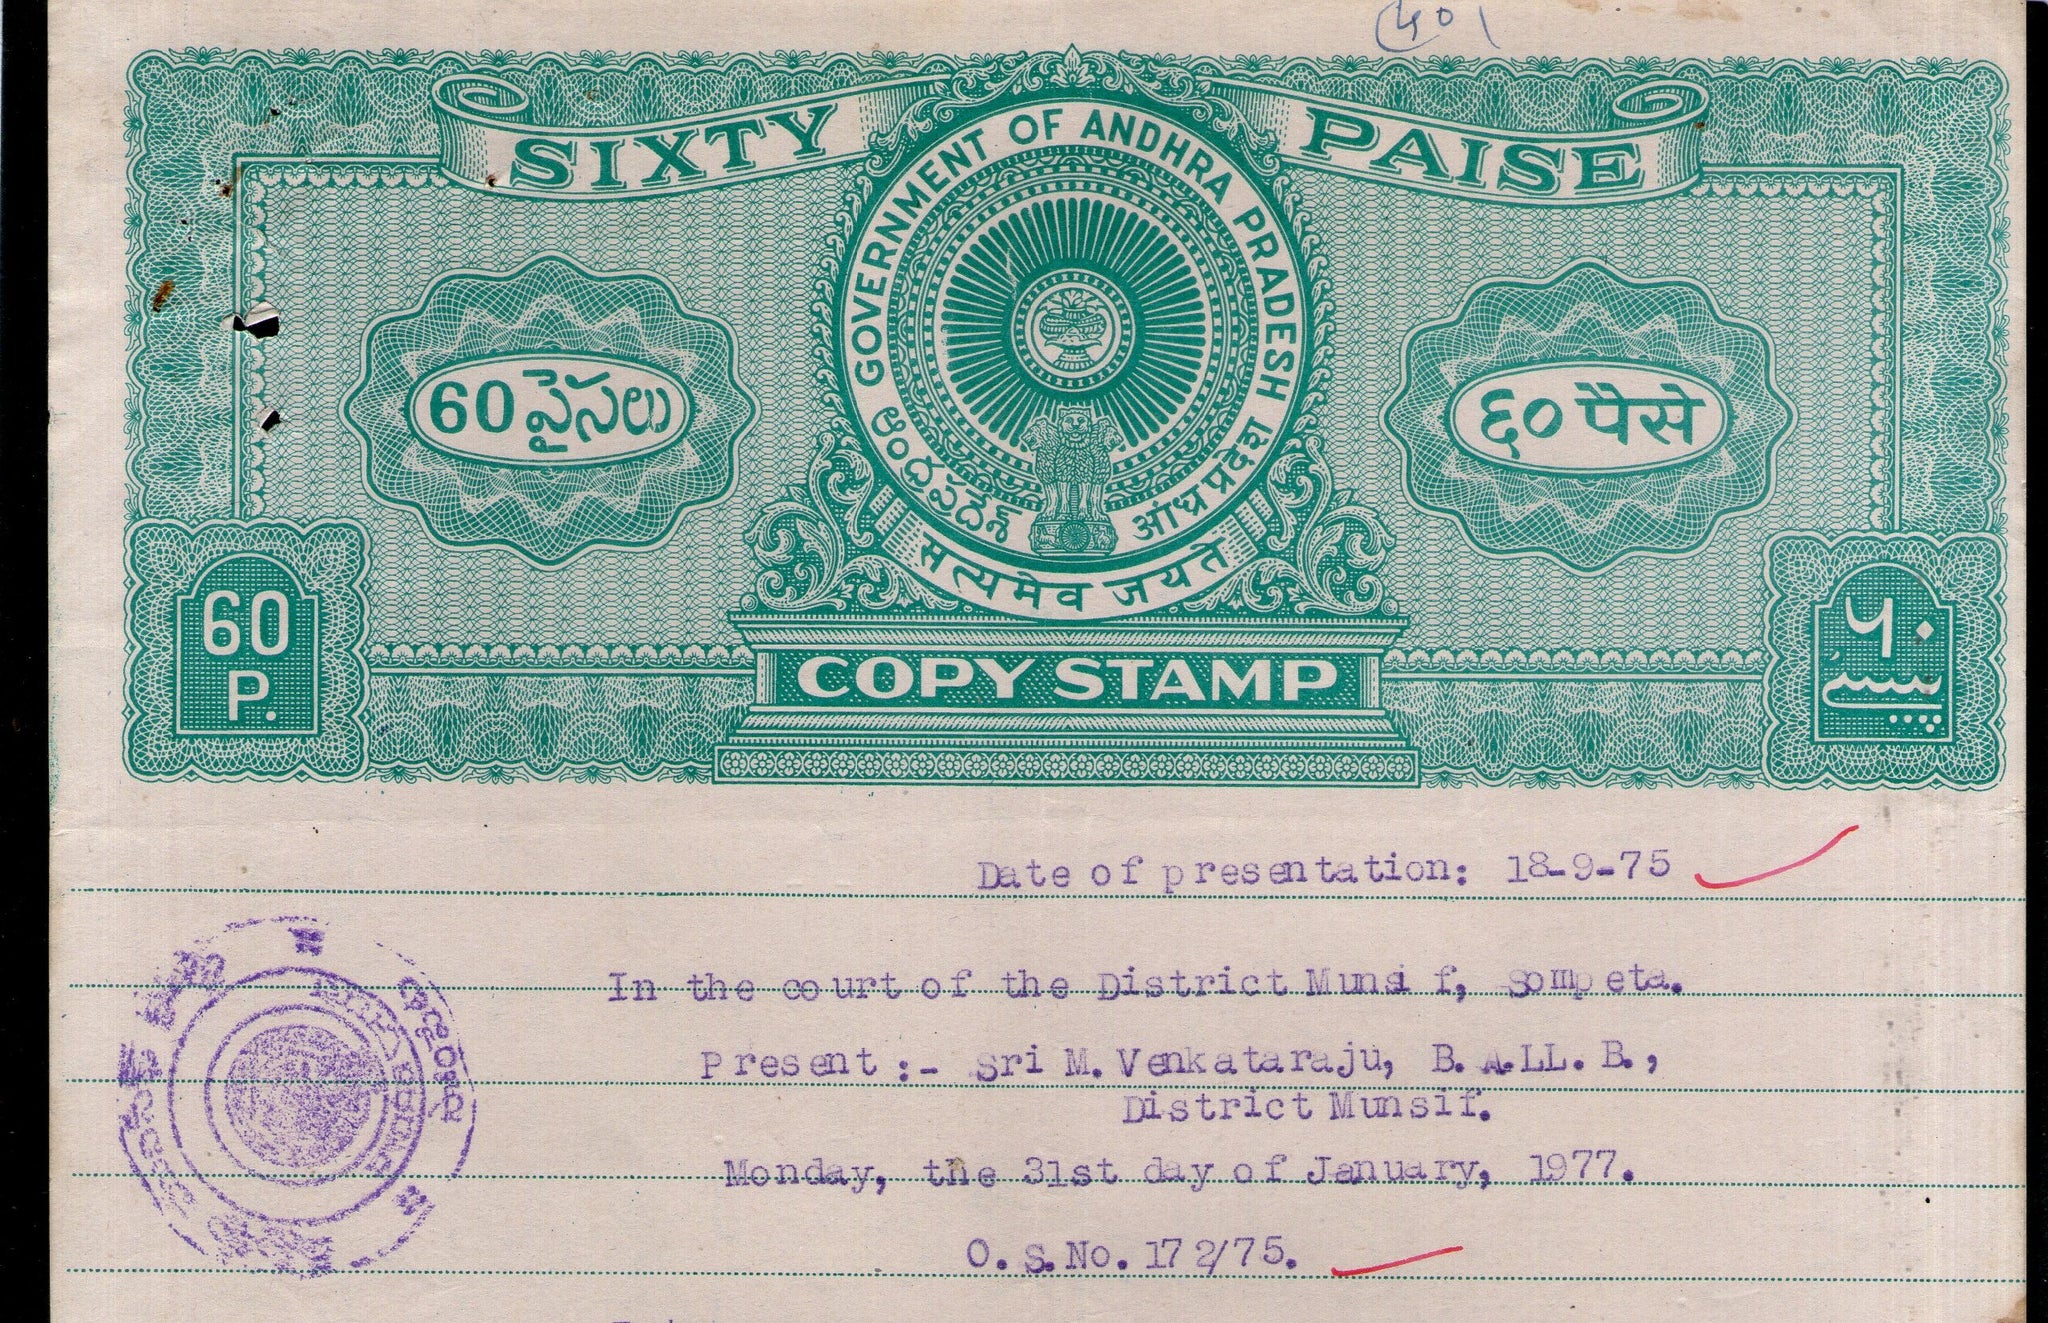 SIXTY PAISE
GOVERNMENT OF ANDHRA PRADESH
ఆంధ్రప్రదేశ్ आंध्र प्रदेश
60 పైసలు
६० पैसे
सत्यमेव जयते
60
P.
۶۰
پیسے
COPY STAMP
Date of presentation: 18-9-75
In the court of the District Munsif, Sompeta.
Present:- Sri M. Venkataraju, B.A.LL.B.,
District Munsif.
Monday, the 31st day of January, 1977.
O.S.No.172/75.